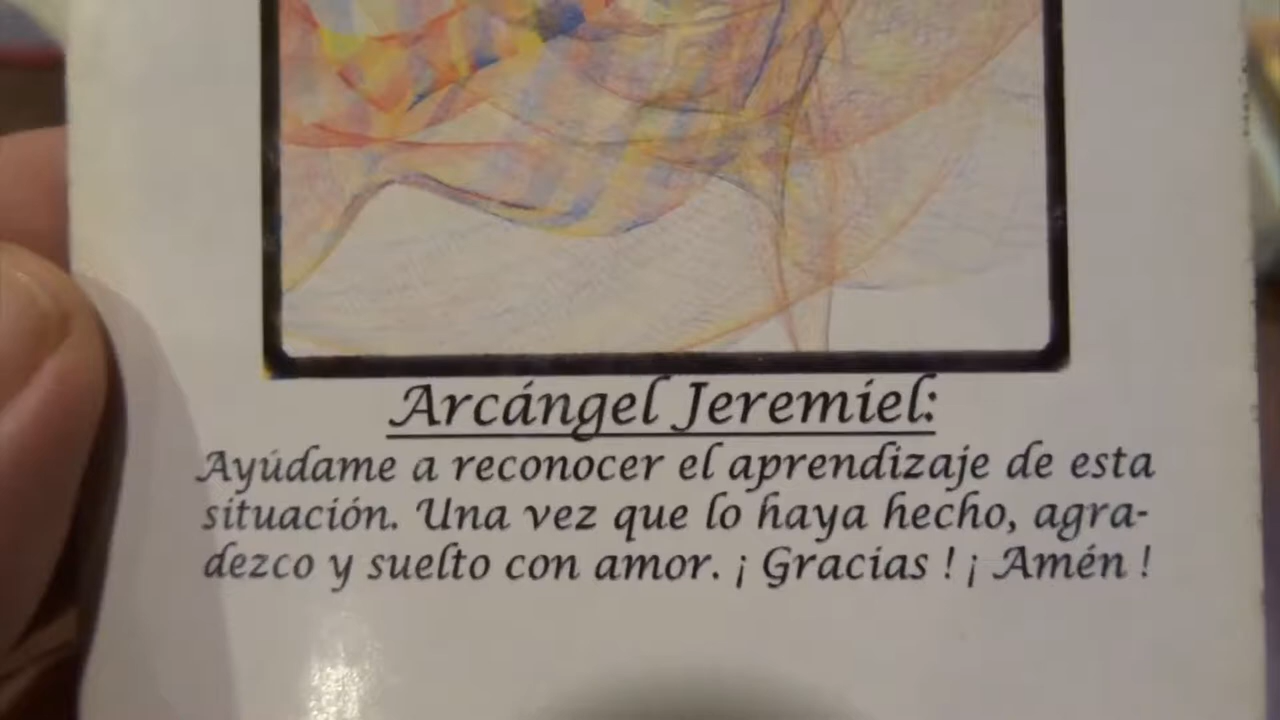 Arcángel Jeremiel:
Ayúdame a reconocer el aprendizaje de esta
situación. Una vez que lo haya hecho, agra-
dezco y suelto con amor. ¡ Gracias ! ¡ Amén !